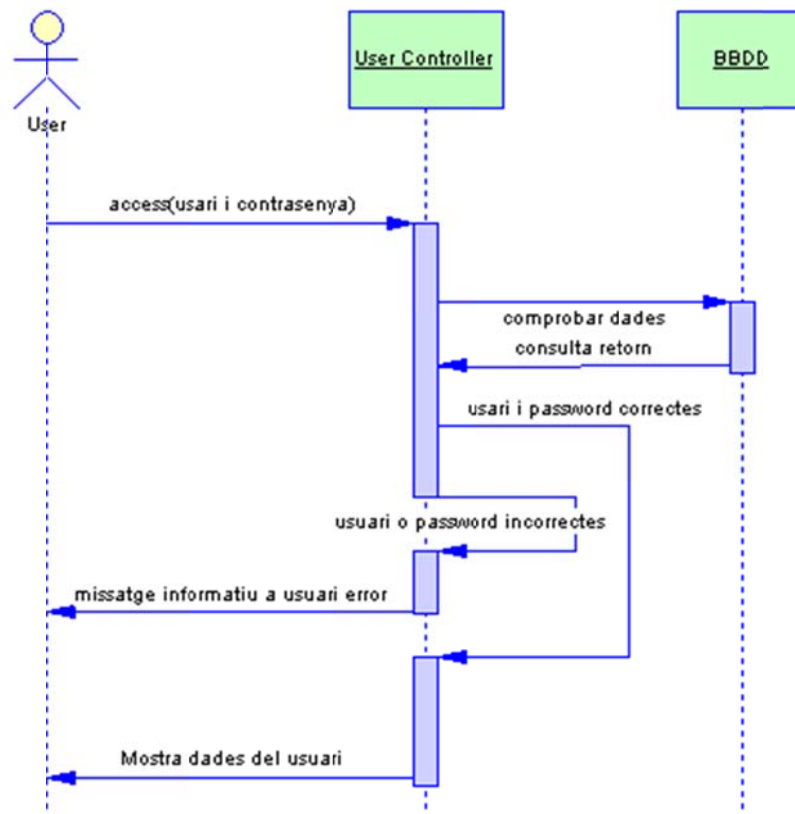 User Controller
BBDD
User
access(usari i contrasenya)
comprobar dades
consulta retorn
usari i password correctes
usuari o password incorrectes
missatge informatiu a usuari error
Mostra dades del usuari